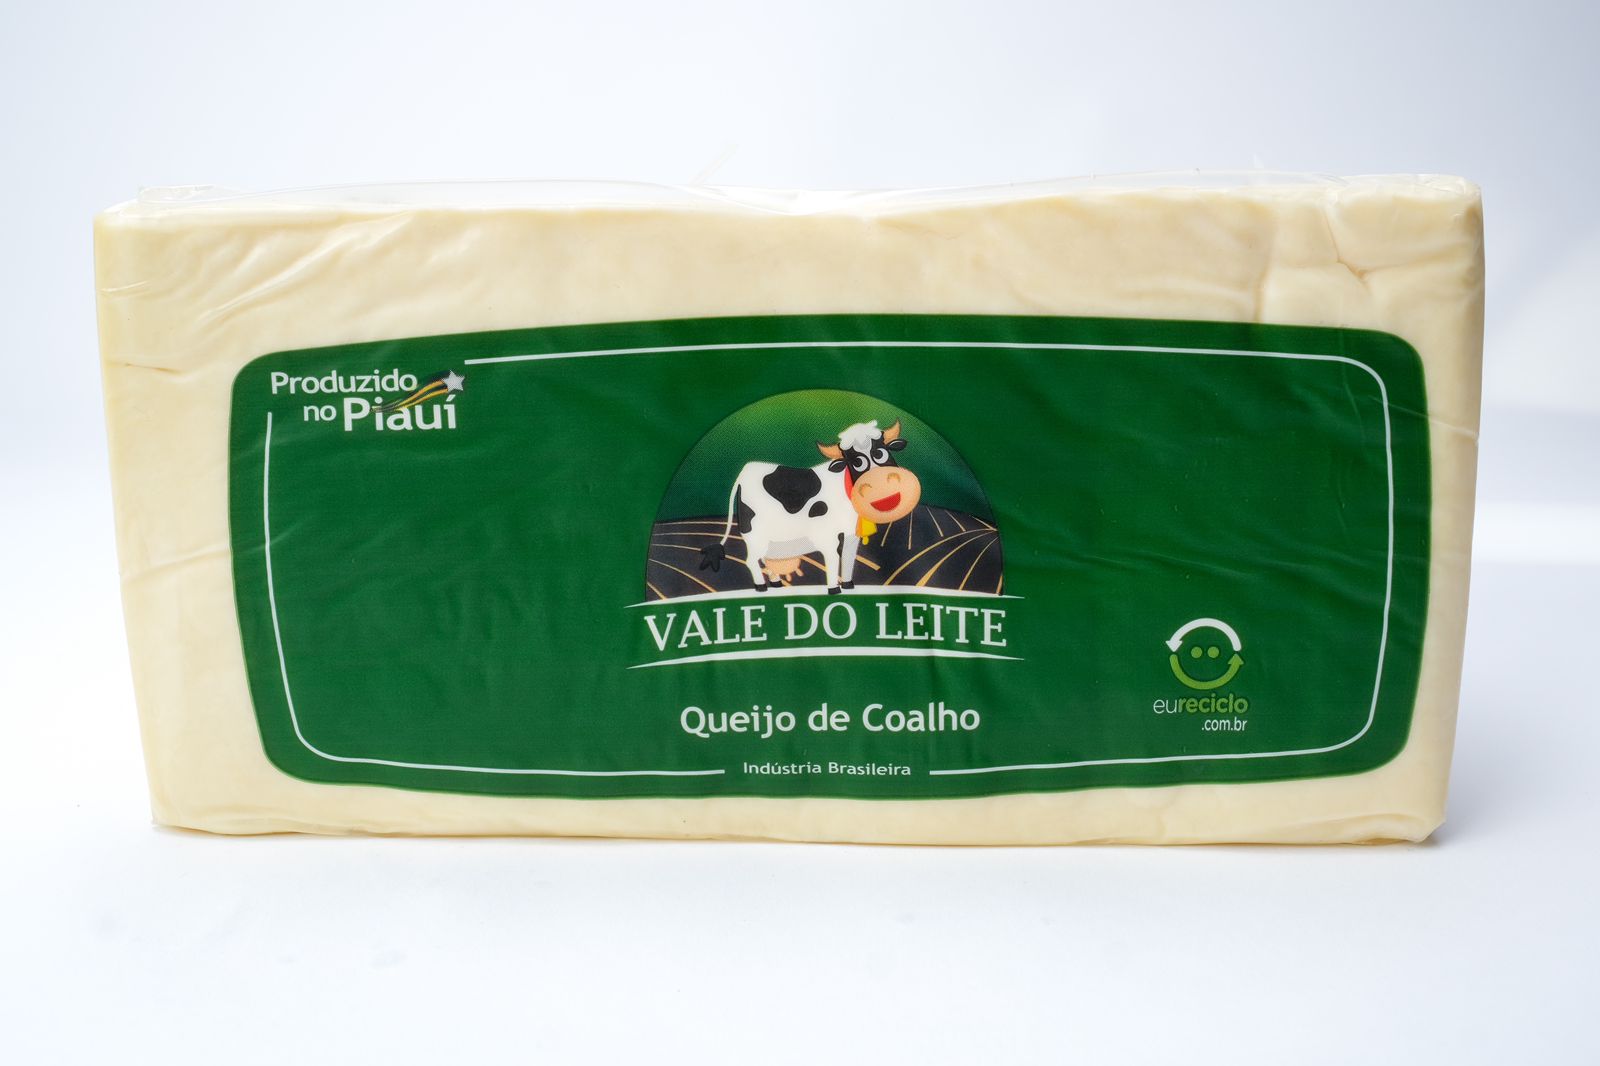 Produzido
no Piauí
VALE DO LEITE
Queijo de Coalho
Indústria Brasileira
eureciclo
.com.br